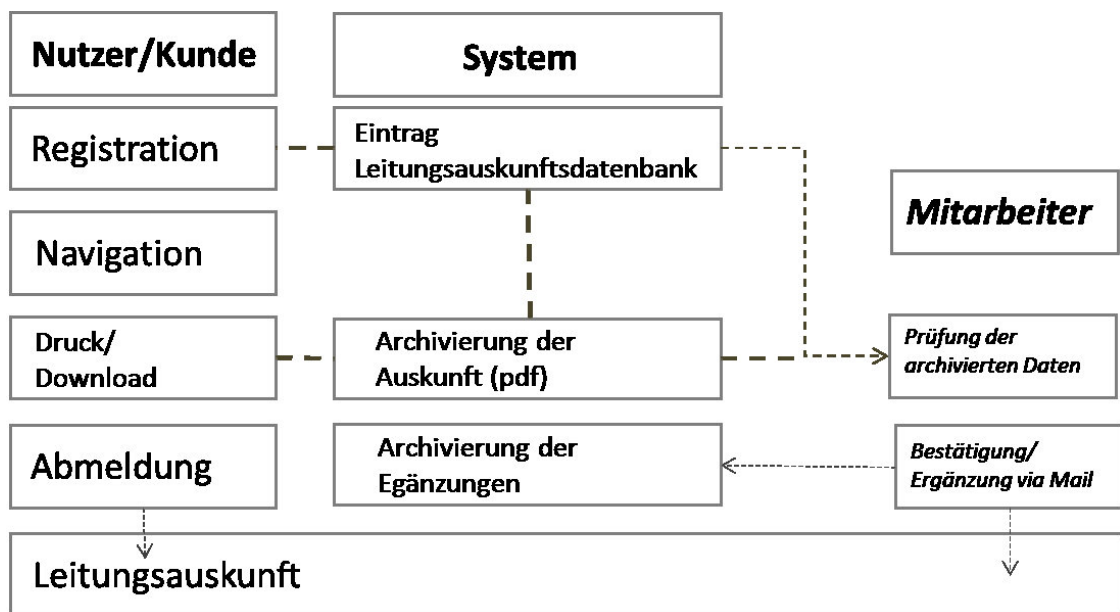 Nutzer/Kunde
System
Registration
Eintrag
Leitungsauskunftsdatenbank
Mitarbeiter
Navigation
Druck/
Download
Archivierung der
Auskunft (pdf)
Prüfung der
archivierten Daten
Abmeldung
Archivierung der
Egänzungen
Bestätigung/
Ergänzung via Mail
Leitungsauskunft